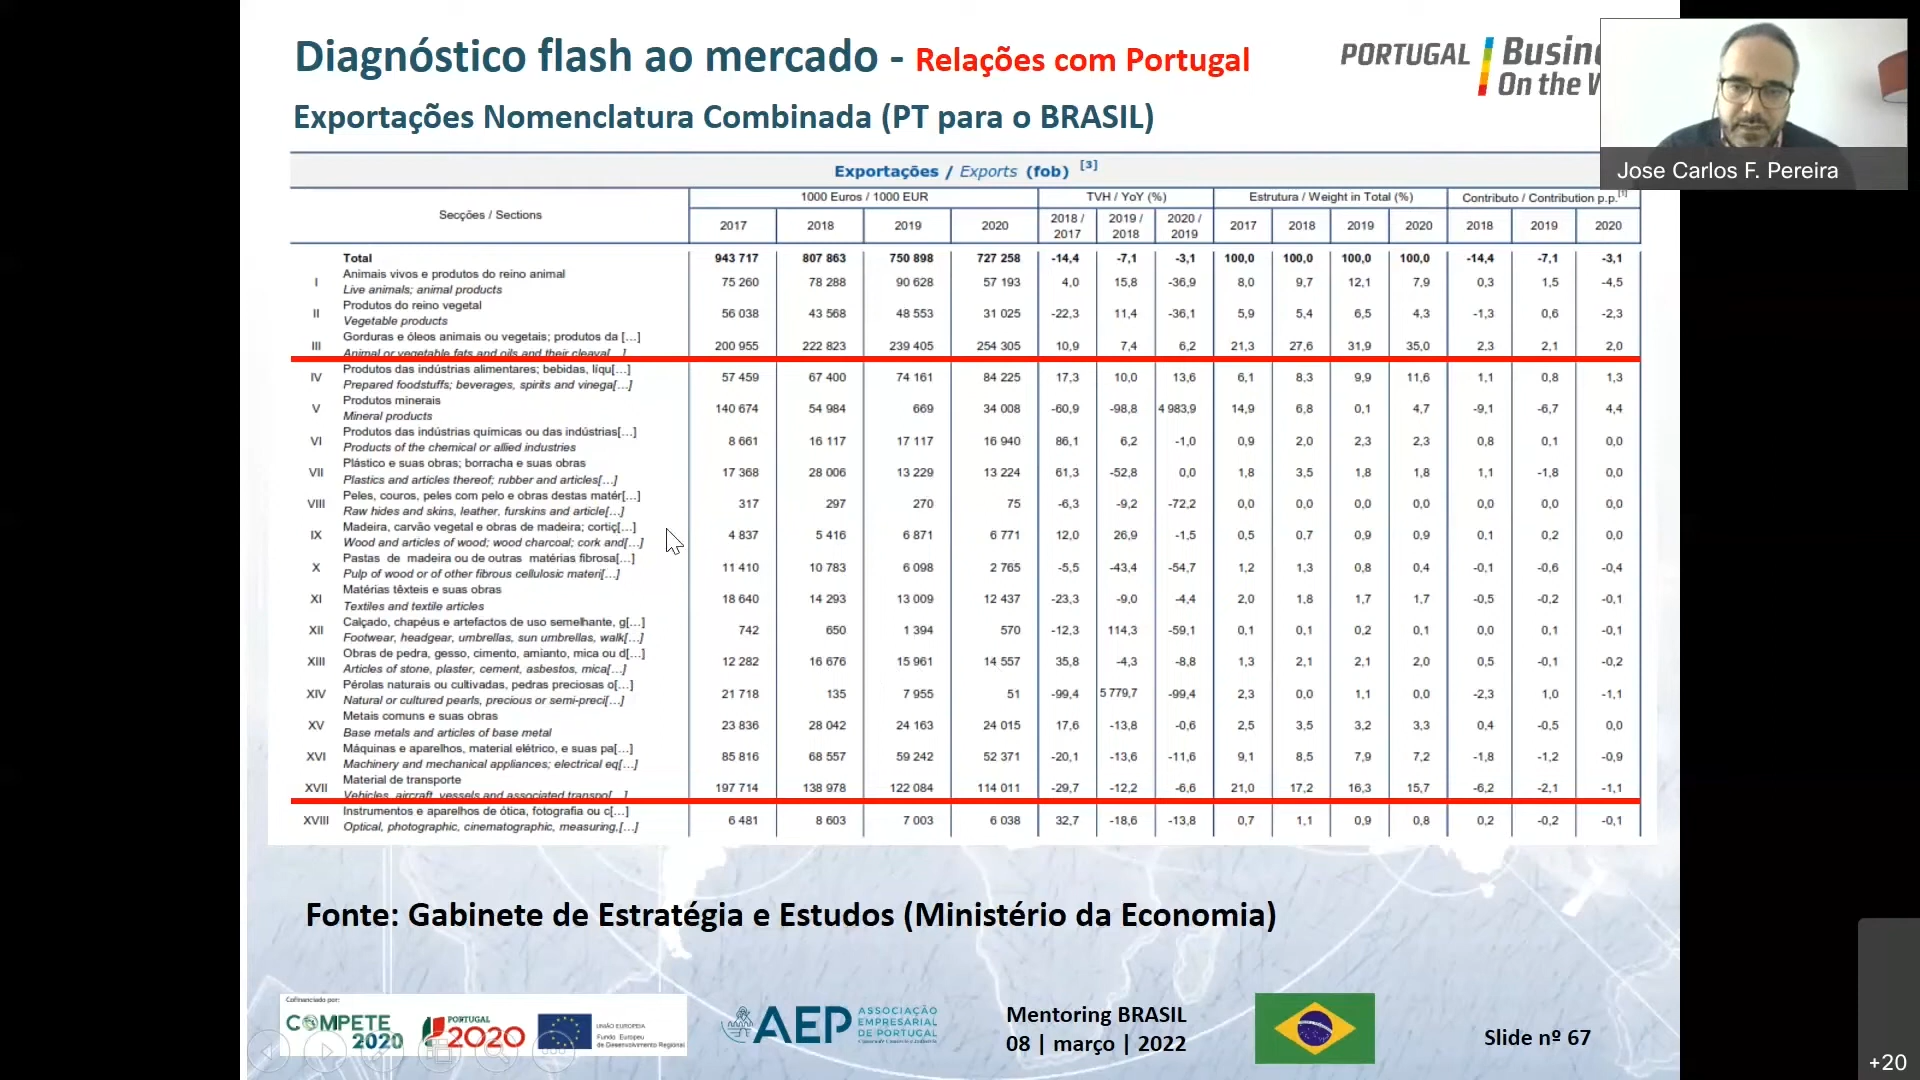 Diagnóstico flash ao mercado - Relações com Portugal
PORTUGAL Busine
On the W
Exportações Nomenclatura Combinada (PT para o BRASIL)
Jose Carlos F. Pereira
Exportações / Exports (fob) [3]
Secções / Sections 1000 Euros / 1000 EUR TVH / YoY (%) Estrutura / Weight in Total (%) Contributo / Contribution p.p.[1]
2017 2018 2019 2020 2018 / 2017 2019 / 2018 2020 / 2019 2017 2018 2019 2020 2018 2019 2020
Total 943 717 807 863 750 898 727 258 -14,4 -7,1 -3,1 100,0 100,0 100,0 100,0 -14,4 -7,1 -3,1
I Animais vivos e produtos do reino animal
Live animals; animal products 75 260 78 288 90 628 57 193 4,0 15,8 -36,9 8,0 9,7 12,1 7,9 0,3 1,5 -4,5
II Produtos do reino vegetal
Vegetable products 56 038 43 568 48 553 31 025 -22,3 11,4 -36,1 5,9 5,4 6,5 4,3 -1,3 0,6 -2,3
III Gorduras e óleos animais ou vegetais; produtos da [...]
Animal or vegetable fats and oils and their cleava[...] 200 955 222 823 239 405 254 305 10,9 7,4 6,2 21,3 27,6 31,9 35,0 2,3 2,1 2,0
IV Produtos das indústrias alimentares; bebidas, líqu[...]
Prepared foodstuffs; beverages, spirits and vinega[...] 57 459 67 400 74 161 84 225 17,3 10,0 13,6 6,1 8,3 9,9 11,6 1,1 0,8 1,3
V Produtos minerais
Mineral products 140 674 54 984 669 34 008 -60,9 -98,8 4 983,9 14,9 6,8 0,1 4,7 -9,1 -6,7 4,4
VI Produtos das indústrias químicas ou das indústrias[...]
Products of the chemical or allied industries 8 661 16 117 17 117 16 940 86,1 6,2 -1,0 0,9 2,0 2,3 2,3 0,8 0,1 0,0
VII Plástico e suas obras; borracha e suas obras
Plastics and articles thereof; rubber and articles[...] 17 368 28 006 13 229 13 224 61,3 -52,8 0,0 1,8 3,5 1,8 1,8 1,1 -1,8 0,0
VIII Peles, couros, peles com pelo e obras destas matér[...]
Raw hides and skins, leather, furskins and article[...] 317 297 270 75 -6,3 -9,2 -72,2 0,0 0,0 0,0 0,0 0,0 0,0 0,0
IX Madeira, carvão vegetal e obras de madeira; cortiç[...]
Wood and articles of wood; wood charcoal; cork and[...] 4 837 5 416 6 871 6 771 12,0 26,9 -1,5 0,5 0,7 0,9 0,9 0,1 0,2 0,0
X Pastas de madeira ou de outras matérias fibrosa[...]
Pulp of wood or of other fibrous cellulosic materi[...] 11 410 10 783 6 098 2 765 -5,5 -43,4 -54,7 1,2 1,3 0,8 0,4 -0,1 -0,6 -0,4
XI Matérias têxteis e suas obras
Textiles and textile articles 18 640 14 293 13 009 12 437 -23,3 -9,0 -4,4 2,0 1,8 1,7 1,7 -0,5 -0,2 -0,1
XII Calçado, chapéus e artefactos de uso semelhante, g[...]
Footwear, headgear, umbrellas, sun umbrellas, walk[...] 742 650 1 394 570 -12,3 114,3 -59,1 0,1 0,1 0,2 0,1 0,0 0,1 -0,1
XIII Obras de pedra, gesso, cimento, amianto, mica ou d[...]
Articles of stone, plaster, cement, asbestos, mica[...] 12 282 16 676 15 961 14 557 35,8 -4,3 -8,8 1,3 2,1 2,1 2,0 0,5 -0,1 -0,2
XIV Pérolas naturais ou cultivadas, pedras preciosas o[...]
Natural or cultured pearls, precious or semi-preci[...] 21 718 135 7 955 51 -99,4 5 779,7 -99,4 2,3 0,0 1,1 0,0 -2,3 1,0 -1,1
XV Metais comuns e suas obras
Base metals and articles of base metal 23 836 28 042 24 163 24 015 17,6 -13,8 -0,6 2,5 3,5 3,2 3,3 0,4 -0,5 0,0
XVI Máquinas e aparelhos, material elétrico, e suas pa[...]
Machinery and mechanical appliances; electrical eq[...] 85 816 68 557 59 242 52 371 -20,1 -13,6 -11,6 9,1 8,5 7,9 7,2 -1,8 -1,2 -0,9
XVII Material de transporte
Vehicles, aircraft, vessels and associated transpo[...] 197 714 138 978 122 084 114 011 -29,7 -12,2 -6,6 21,0 17,2 16,3 15,7 -6,2 -2,1 -1,1
XVIII Instrumentos e aparelhos de ótica, fotografia ou c[...]
Optical, photographic, cinematographic, measuring,[...] 6 481 8 603 7 003 6 038 32,7 -18,6 -13,8 0,7 1,1 0,9 0,8 0,2 -0,2 -0,1
Fonte: Gabinete de Estratégia e Estudos (Ministério da Economia)
Cofinanciado por:
COMPETE 2020
PORTUGAL 2020
UNIÃO EUROPEIA
Fundo Europeu
de Desenvolvimento Regional
AEP ASSOCIAÇÃO
EMPRESARIAL
DE PORTUGAL
Mentoring BRASIL
08 | março | 2022
Slide nº 67
+20